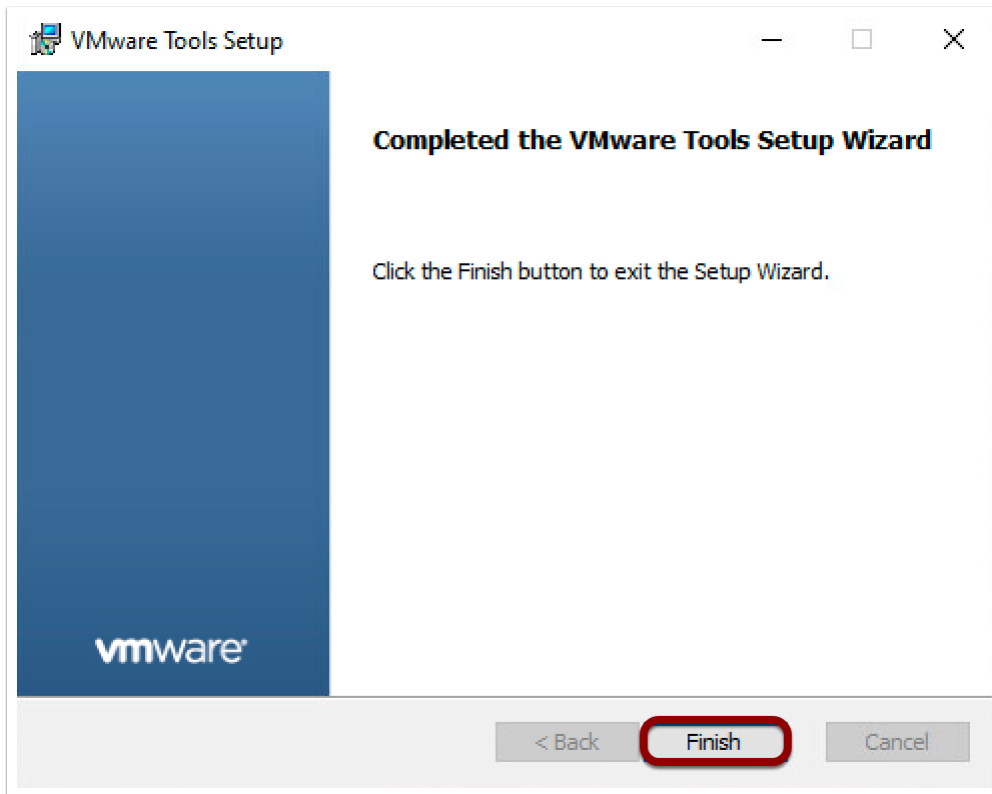 VMware Tools Setup
Completed the VMware Tools Setup Wizard
Click the Finish button to exit the Setup Wizard.
vmware®
< Back
Finish
Cancel